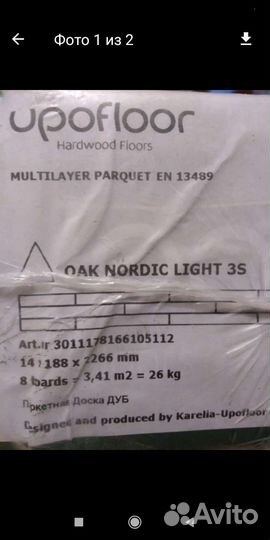 Фото 1 из 2
upofloor
Hardwood Floors
MULTILAYER PARQUET EN 13489
OAK NORDIC LIGHT 3S
Art.nr 3011178166105112
14 188 x 2266 mm
8 boards = 3,41 m2 = 26 kg
Паркетная Доска ДУБ
Designed and produced by Karelia-Upofloor
Avito